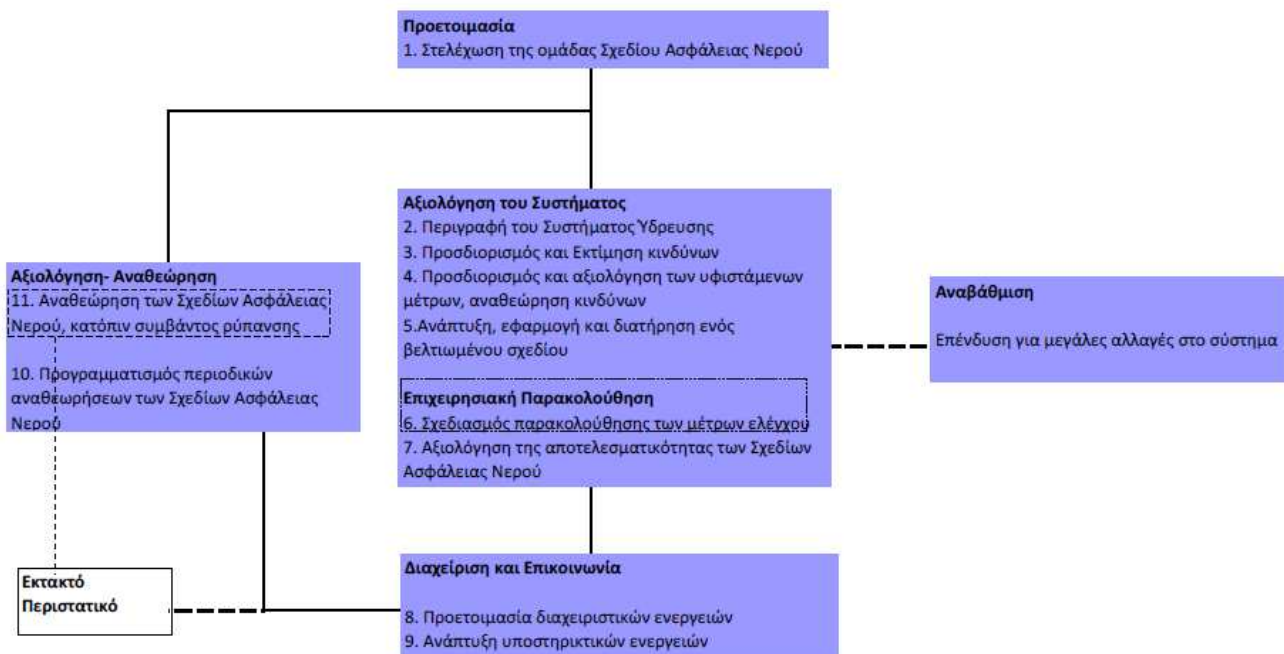 Προετοιμασία
1. Στελέχωση της ομάδας Σχεδίου Ασφάλειας Νερού
Αξιολόγηση του Συστήματος
2. Περιγραφή του Συστήματος Ύδρευσης
3. Προσδιορισμός και Εκτίμηση κινδύνων
4. Προσδιορισμός και αξιολόγηση των υφιστάμενων
μέτρων, αναθεώρηση κινδύνων
5.Ανάπτυξη, εφαρμογή και διατήρηση ενός
βελτιωμένου σχεδίου
Επιχειρησιακή Παρακολούθηση
6. Σχεδιασμός παρακολούθησης των μέτρων ελέγχου
7. Αξιολόγηση της αποτελεσματικότητας των Σχεδίων
Ασφάλειας Νερού
Αξιολόγηση- Αναθεώρηση
11. Αναθεώρηση των Σχεδίων Ασφάλειας
Νερού, κατόπιν συμβάντος ρύπανσης
10. Προγραμματισμός περιοδικών
αναθεωρήσεων των Σχεδίων Ασφάλειας
Νερού
Αναβάθμιση
Επένδυση για μεγάλες αλλαγές στο σύστημα
Εκτακτό
Περιστατικό
Διαχείριση και Επικοινωνία
8. Προετοιμασία διαχειριστικών ενεργειών
9. Ανάπτυξη υποστηρικτικών ενεργειών